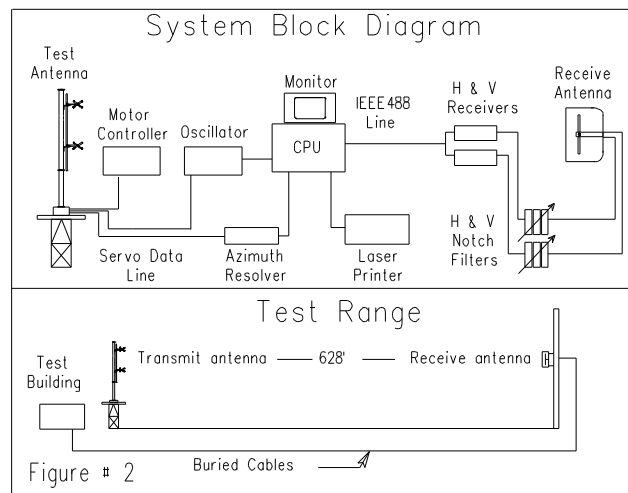 System Block Diagram
Test
Antenna
Motor
Controller
Oscillator
Monitor
CPU
IEEE488
Line
H & V
Receivers
Receive
Antenna
Servo Data
Line
Azimuth
Resolver
Laser
Printer
H & V
Notch
Filters
Test Range
Test
Building
Transmit antenna
628'
Receive antenna
Buried Cables
Figure # 2